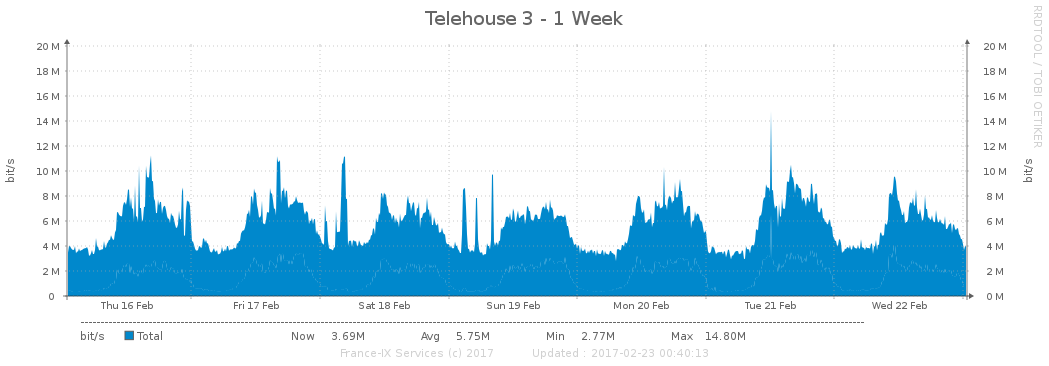 Telehouse 3 - 1 Week
RRDTOOL / TOBI OETIKER
bit/s
bit/s
20 M 20 M
18 M 18 M
16 M 16 M
14 M 14 M
12 M 12 M
10 M 10 M
8 M 8 M
6 M 6 M
4 M 4 M
2 M 2 M
0 0 M
Thu 16 Feb Fri 17 Feb Sat 18 Feb Sun 19 Feb Mon 20 Feb Tue 21 Feb Wed 22 Feb
bit/s Total Now 3.69M Avg 5.75M Min 2.77M Max 14.80M
France-IX Services (c) 2017 Updated : 2017-02-23 00:40:13